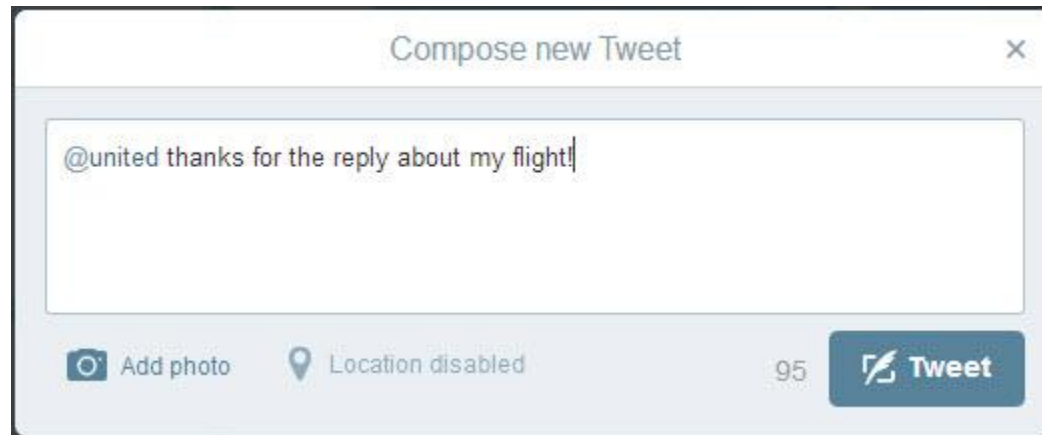 Compose new Tweet ×
@united thanks for the reply about my flight!
Add photo Location disabled 95 Tweet